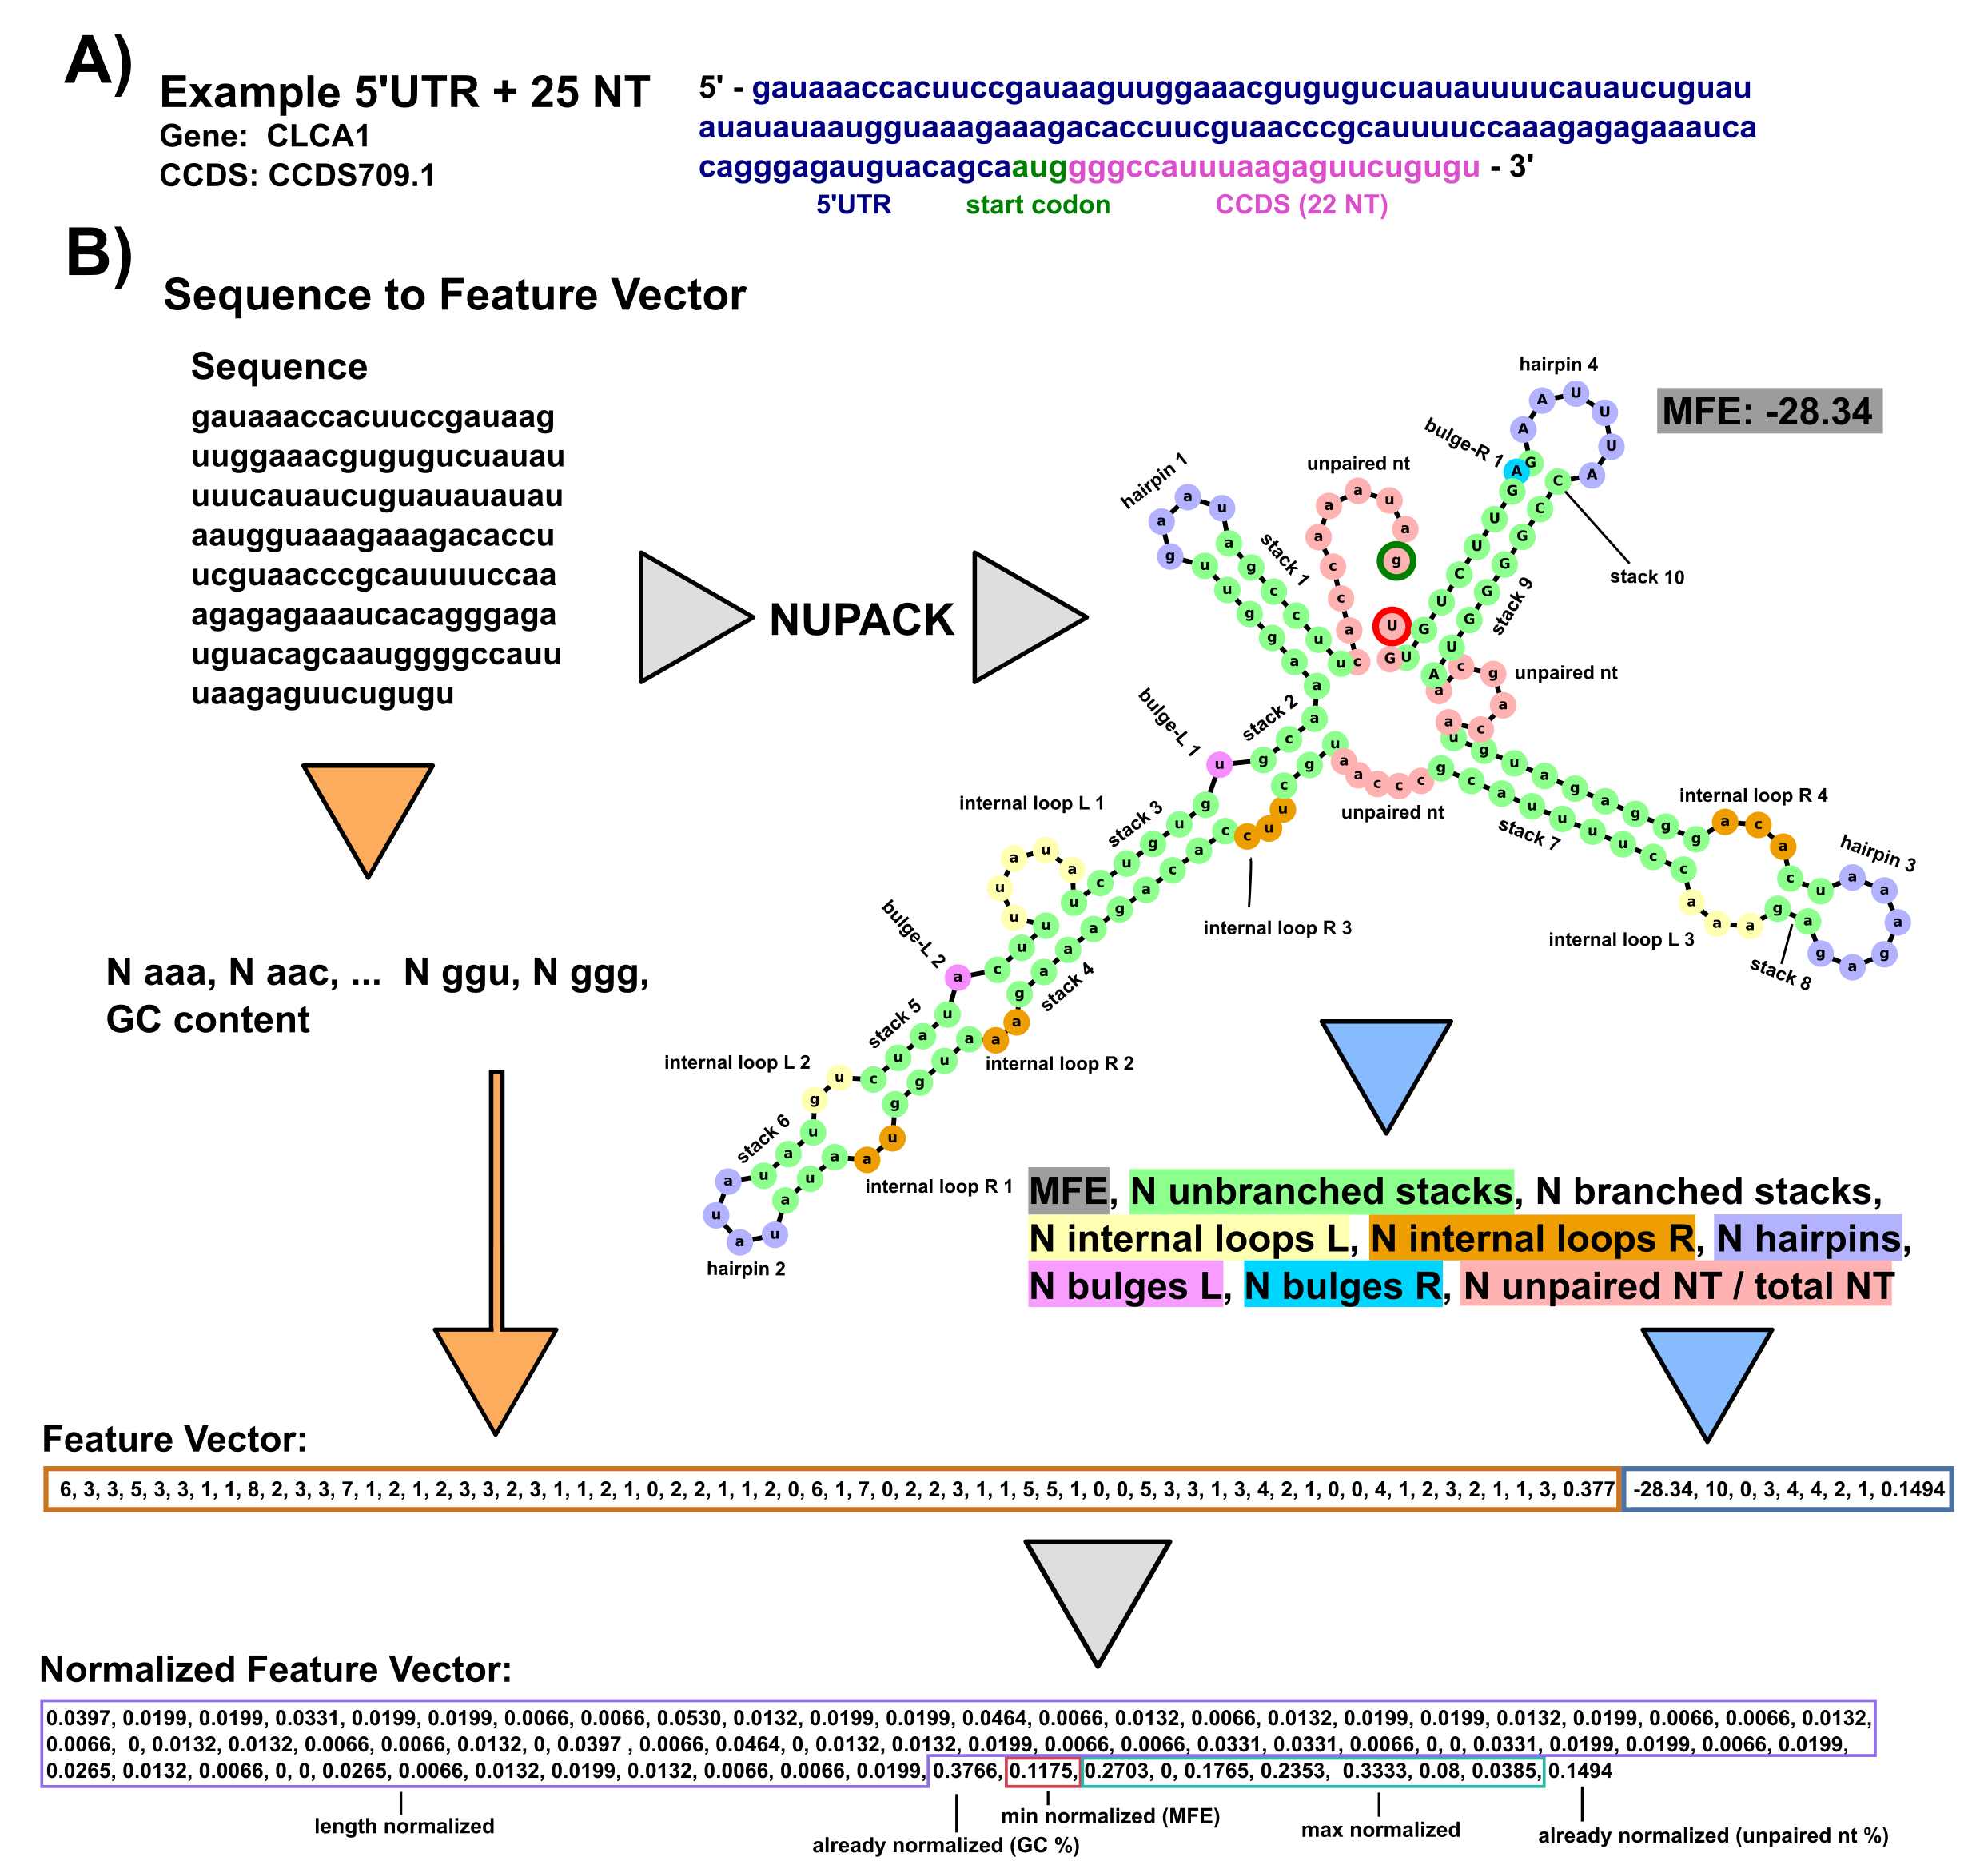 A)
Example 5'UTR + 25 NT
Gene: CLCA1
CCDS: CCDS709.1
5' - gauaaaccacuuccgauaaguuggaaacgugugucuauauuuucauaucuguau
auauauaaugguaaagaaagacaccuucguaacccgcauuuuccaaagagagaaauca
cagggagauguacagcaauggggccauuuaagaguucugugu - 3'
5'UTR start codon CCDS (22 NT)
B)
Sequence to Feature Vector
Sequence
gauaaaccacuuccgauaag
uuggaaacgugugucuauau
uuucauaucuguauauauau
aaugguaaagaaagacaccu
ucguaacccgcauuuuccaa
agagagaaaucacagggaga
uguacagcaauggggccauu
uaagaguucugugu
NUPACK
MFE: -28.34
hairpin 4
bulge-R 1
unpaired nt
hairpin 1
stack 1
stack 10
stack 9
unpaired nt
stack 2
bulge-L 1
internal loop L 1
stack 3
unpaired nt
internal loop R 4
stack 7
hairpin 3
internal loop R 3
internal loop L 3
stack 8
bulge-L 2
stack 4
stack 5
internal loop L 2
internal loop R 2
stack 6
internal loop R 1
hairpin 2
N aaa, N aac, ... N ggu, N ggg,
GC content
MFE, N unbranched stacks, N branched stacks,
N internal loops L, N internal loops R, N hairpins,
N bulges L, N bulges R, N unpaired NT / total NT
Feature Vector:
6, 3, 3, 5, 3, 3, 1, 1, 8, 2, 3, 3, 7, 1, 2, 1, 2, 3, 3, 2, 3, 1, 1, 2, 1, 0, 2, 2, 1, 1, 2, 0, 6, 1, 7, 0, 2, 2, 3, 1, 1, 5, 5, 1, 0, 0, 5, 3, 3, 1, 3, 4, 2, 1, 0, 0, 4, 1, 2, 3, 2, 1, 1, 3, 0.377 -28.34, 10, 0, 3, 4, 4, 2, 1, 0.1494
Normalized Feature Vector:
0.0397, 0.0199, 0.0199, 0.0331, 0.0199, 0.0199, 0.0066, 0.0066, 0.0530, 0.0132, 0.0199, 0.0199, 0.0464, 0.0066, 0.0132, 0.0066, 0.0132, 0.0199, 0.0199, 0.0132, 0.0199, 0.0066, 0.0066, 0.0132,
0.0066, 0, 0.0132, 0.0132, 0.0066, 0.0066, 0.0132, 0, 0.0397 , 0.0066, 0.0464, 0, 0.0132, 0.0132, 0.0199, 0.0066, 0.0066, 0.0331, 0.0331, 0.0066, 0, 0, 0.0331, 0.0199, 0.0199, 0.0066, 0.0199,
0.0265, 0.0132, 0.0066, 0, 0, 0.0265, 0.0066, 0.0132, 0.0199, 0.0132, 0.0066, 0.0066, 0.0199, 0.3766, 0.1175, 0.2703, 0, 0.1765, 0.2353, 0.3333, 0.08, 0.0385, 0.1494
length normalized
already normalized (GC %)
min normalized (MFE)
max normalized
already normalized (unpaired nt %)